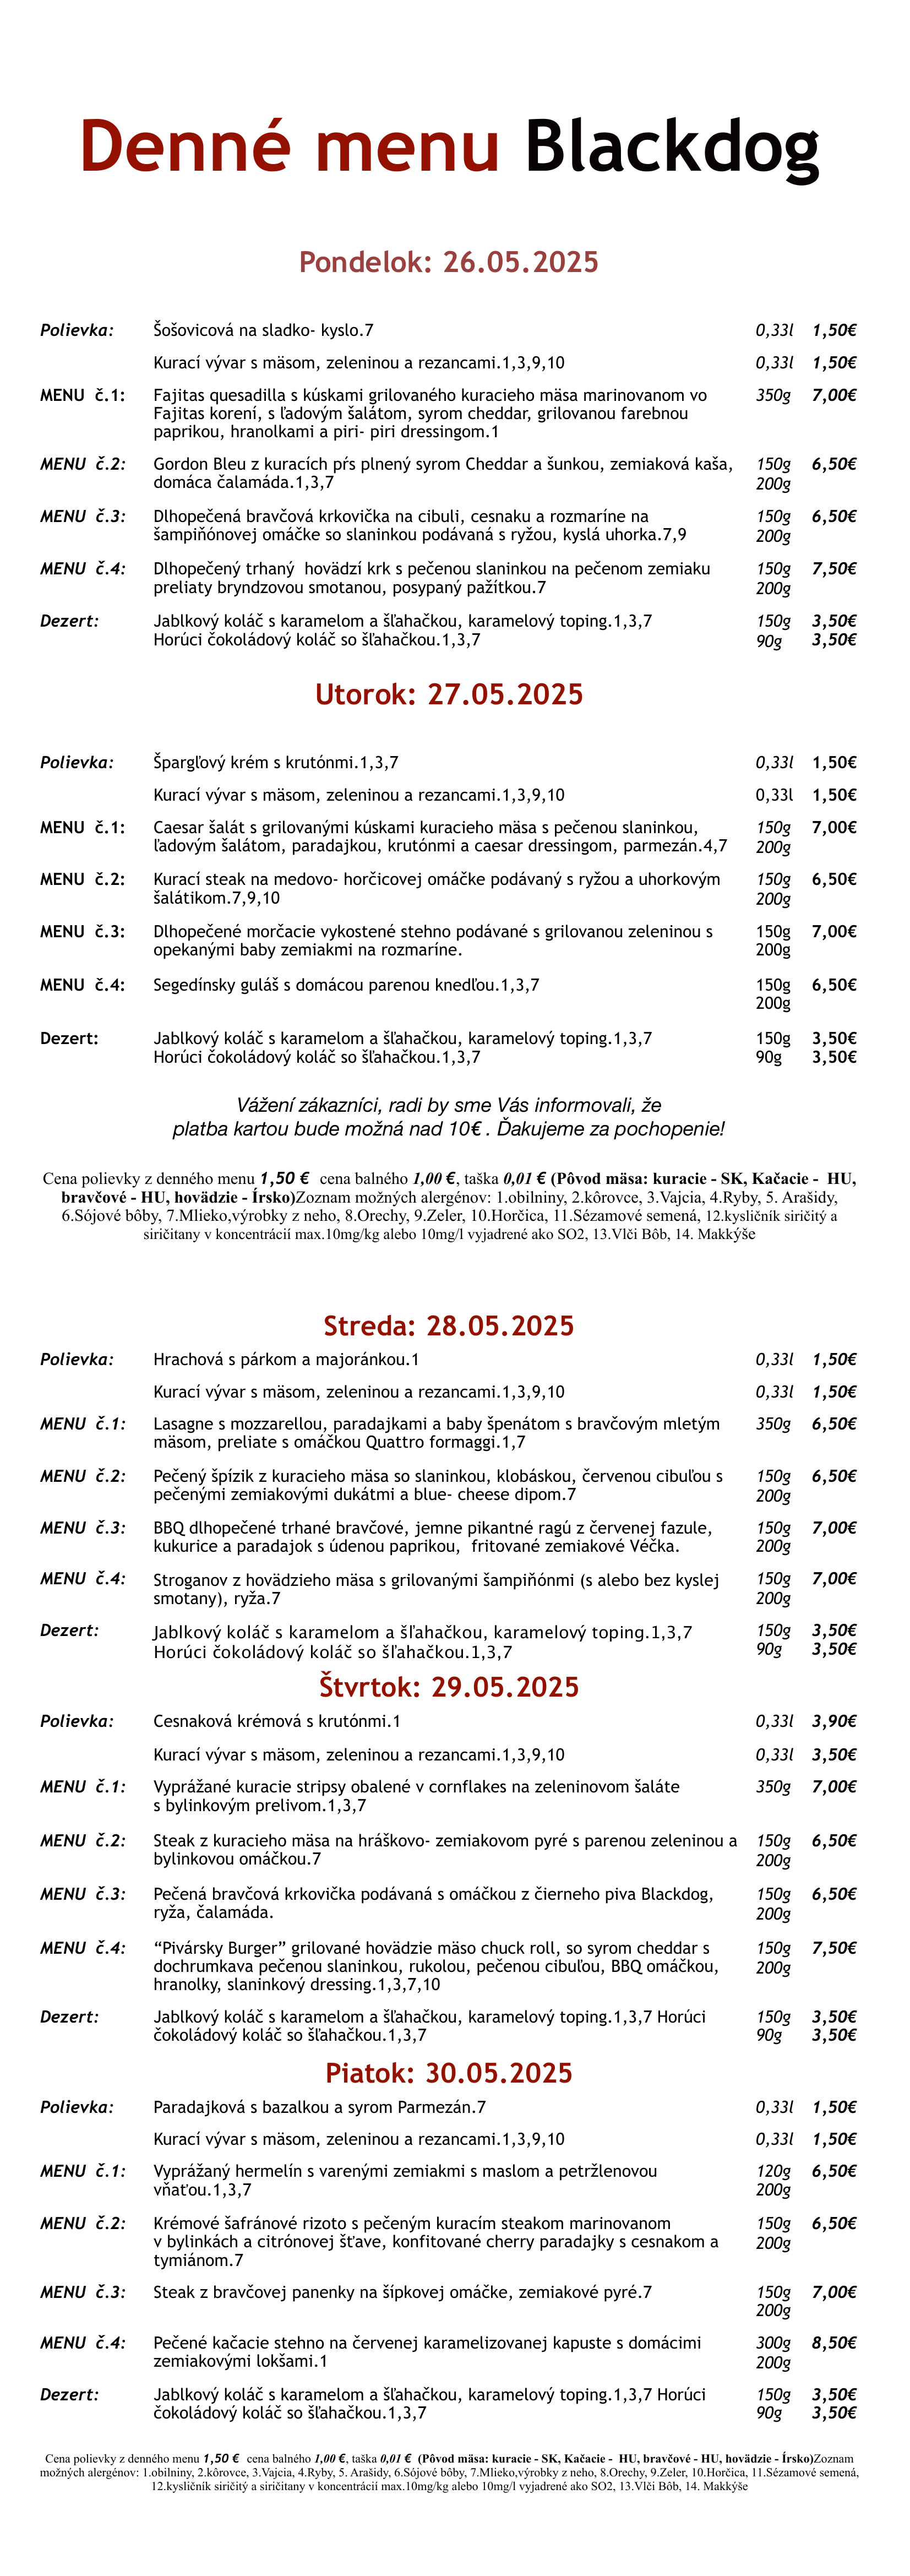 Denné menu Blackdog
Pondelok: 26.05.2025
Polievka: Šošovicová na sladko- kyslo.7 0,33l 1,50€
Kurací vývar s mäsom, zeleninou a rezancami.1,3,9,10 0,33l 1,50€
MENU č.1: Fajitas quesadilla s kúskami grilovaného kuracieho mäsa marinovanom vo 350g 7,00€
Fajitas korení, s ľadovým šalátom, syrom cheddar, grilovanou farebnou
paprikou, hranolkami a piri- piri dressingom.1
MENU č.2: Gordon Bleu z kuracích pŕs plnený syrom Cheddar a šunkou, zemiaková kaša, 150g 6,50€
domáca čalamáda.1,3,7 200g
MENU č.3: Dlhopečená bravčová krkovička na cibuli, cesnaku a rozmaríne na 150g 6,50€
šampiňónovej omáčke so slaninkou podávaná s ryžou, kyslá uhorka.7,9 200g
MENU č.4: Dlhopečený trhaný  hovädzí krk s pečenou slaninkou na pečenom zemiaku 150g 7,50€
preliaty bryndzovou smotanou, posypaný pažítkou.7 200g
Dezert: Jablkový koláč s karamelom a šľahačkou, karamelový toping.1,3,7 150g 3,50€
Horúci čokoládový koláč so šľahačkou.1,3,7 90g 3,50€
Utorok: 27.05.2025
Polievka: Špargľový krém s krutónmi.1,3,7 0,33l 1,50€
Kurací vývar s mäsom, zeleninou a rezancami.1,3,9,10 0,33l 1,50€
MENU č.1: Caesar šalát s grilovanými kúskami kuracieho mäsa s pečenou slaninkou, 150g 7,00€
ľadovým šalátom, paradajkou, krutónmi a caesar dressingom, parmezán.4,7 200g
MENU č.2: Kurací steak na medovo- horčicovej omáčke podávaný s ryžou a uhorkovým 150g 6,50€
šalátikom.7,9,10 200g
MENU č.3: Dlhopečené morčacie vykostené stehno podávané s grilovanou zeleninou s 150g 7,00€
opekanými baby zemiakmi na rozmaríne. 200g
MENU č.4: Segedínsky guláš s domácou parenou knedľou.1,3,7 150g 6,50€
200g
Dezert: Jablkový koláč s karamelom a šľahačkou, karamelový toping.1,3,7 150g 3,50€
Horúci čokoládový koláč so šľahačkou.1,3,7 90g 3,50€
Vážení zákazníci, radi by sme Vás informovali, že
platba kartou bude možná nad 10€ . Ďakujeme za pochopenie!
Cena polievky z denného menu 1,50 €  cena balného 1,00 €, taška 0,01 € (Pôvod mäsa: kuracie - SK, Kačacie -  HU,
bravčové - HU, hovädzie - Írsko)Zoznam možných alergénov: 1.obilniny, 2.kôrovce, 3.Vajcia, 4.Ryby, 5. Arašidy,
6.Sójové bôby, 7.Mlieko,výrobky z neho, 8.Orechy, 9.Zeler, 10.Horčica, 11.Sézamové semená, 12.kysličník siričitý a
siričitany v koncentrácií max.10mg/kg alebo 10mg/l vyjadrené ako SO2, 13.Vlči Bôb, 14. Makkýše
Streda: 28.05.2025
Polievka: Hrachová s párkom a majoránkou.1 0,33l 1,50€
Kurací vývar s mäsom, zeleninou a rezancami.1,3,9,10 0,33l 1,50€
MENU č.1: Lasagne s mozzarellou, paradajkami a baby špenátom s bravčovým mletým 350g 6,50€
mäsom, preliate s omáčkou Quattro formaggi.1,7
MENU č.2: Pečený špízik z kuracieho mäsa so slaninkou, klobáskou, červenou cibuľou s 150g 6,50€
pečenými zemiakovými dukátmi a blue- cheese dipom.7 200g
MENU č.3: BBQ dlhopečené trhané bravčové, jemne pikantné ragú z červenej fazule, 150g 7,00€
kukurice a paradajok s údenou paprikou,  fritované zemiakové Véčka. 200g
MENU č.4: Stroganov z hovädzieho mäsa s grilovanými šampiňónmi (s alebo bez kyslej 150g 7,00€
smotany), ryža.7 200g
Dezert: Jablkový koláč s karamelom a šľahačkou, karamelový toping.1,3,7 150g 3,50€
Horúci čokoládový koláč so šľahačkou.1,3,7 90g 3,50€
Štvrtok: 29.05.2025
Polievka: Cesnaková krémová s krutónmi.1 0,33l 3,90€
Kurací vývar s mäsom, zeleninou a rezancami.1,3,9,10 0,33l 3,50€
MENU č.1: Vyprážané kuracie stripsy obalené v cornflakes na zeleninovom šaláte 350g 7,00€
s bylinkovým prelivom.1,3,7
MENU č.2: Steak z kuracieho mäsa na hráškovo- zemiakovom pyré s parenou zeleninou a 150g 6,50€
bylinkovou omáčkou.7 200g
MENU č.3: Pečená bravčová krkovička podávaná s omáčkou z čierneho piva Blackdog, 150g 6,50€
ryža, čalamáda. 200g
MENU č.4: “Pivársky Burger” grilované hovädzie mäso chuck roll, so syrom cheddar s 150g 7,50€
dochrumkava pečenou slaninkou, rukolou, pečenou cibuľou, BBQ omáčkou, 200g
hranolky, slaninkový dressing.1,3,7,10
Dezert: Jablkový koláč s karamelom a šľahačkou, karamelový toping.1,3,7 Horúci 150g 3,50€
čokoládový koláč so šľahačkou.1,3,7 90g 3,50€
Piatok: 30.05.2025
Polievka: Paradajková s bazalkou a syrom Parmezán.7 0,33l 1,50€
Kurací vývar s mäsom, zeleninou a rezancami.1,3,9,10 0,33l 1,50€
MENU č.1: Vyprážaný hermelín s varenými zemiakmi s maslom a petržlenovou 120g 6,50€
vňaťou.1,3,7 200g
MENU č.2: Krémové šafránové rizoto s pečeným kuracím steakom marinovanom 150g 6,50€
v bylinkách a citrónovej šťave, konfitované cherry paradajky s cesnakom a 200g
tymiánom.7
MENU č.3: Steak z bravčovej panenky na šípkovej omáčke, zemiakové pyré.7 150g 7,00€
200g
MENU č.4: Pečené kačacie stehno na červenej karamelizovanej kapuste s domácimi 300g 8,50€
zemiakovými lokšami.1 200g
Dezert: Jablkový koláč s karamelom a šľahačkou, karamelový toping.1,3,7 Horúci 150g 3,50€
čokoládový koláč so šľahačkou.1,3,7 90g 3,50€
Cena polievky z denného menu 1,50 €  cena balného 1,00 €, taška 0,01 €  (Pôvod mäsa: kuracie - SK, Kačacie -  HU, bravčové - HU, hovädzie - Írsko)Zoznam
možných alergénov: 1.obilniny, 2.kôrovce, 3.Vajcia, 4.Ryby, 5. Arašidy, 6.Sójové bôby, 7.Mlieko,výrobky z neho, 8.Orechy, 9.Zeler, 10.Horčica, 11.Sézamové semená,
12.kysličník siričitý a siričitany v koncentrácií max.10mg/kg alebo 10mg/l vyjadrené ako SO2, 13.Vlči Bôb, 14. Makkýše